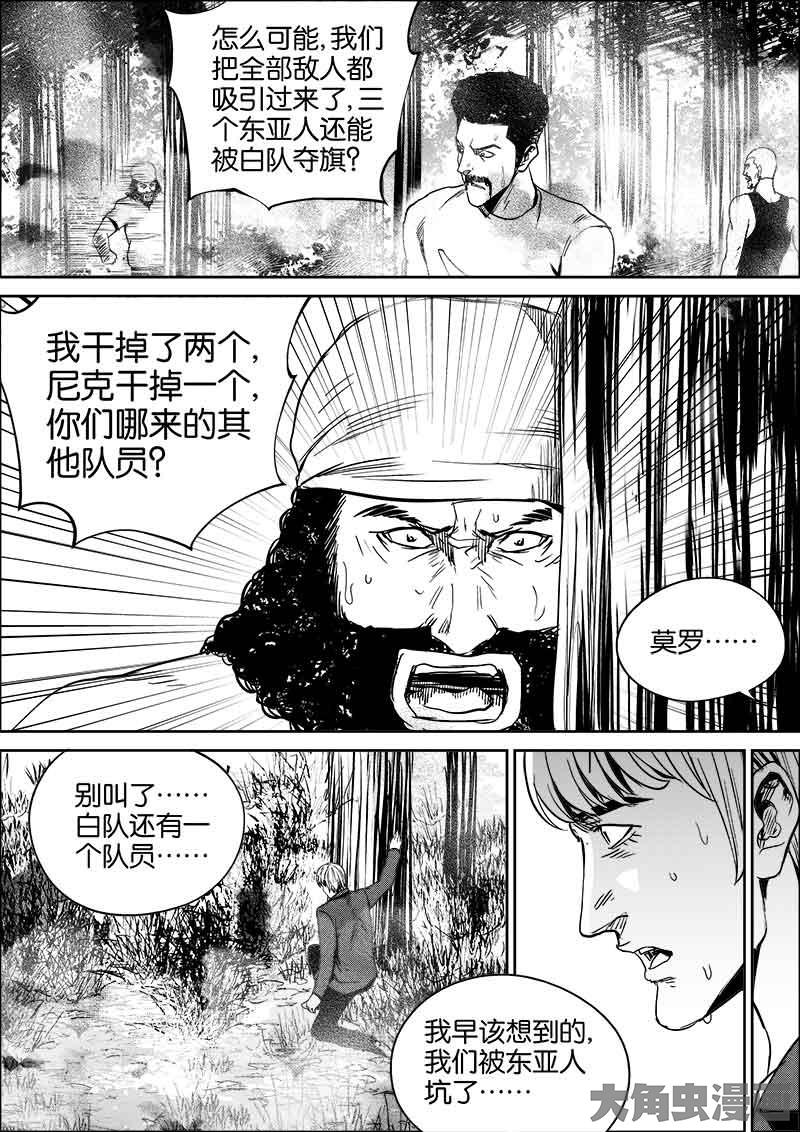 怎么可能,我们
把全部敌人都
吸引过来了,三
个东亚人还能
被白队夺旗?
我干掉了两个,
尼克干掉一个,
你们哪来的其
他队员?
莫罗……
别叫了……
白队还有一
个队员……
我早该想到的,
我们被东亚人
坑了……
大角虫漫画